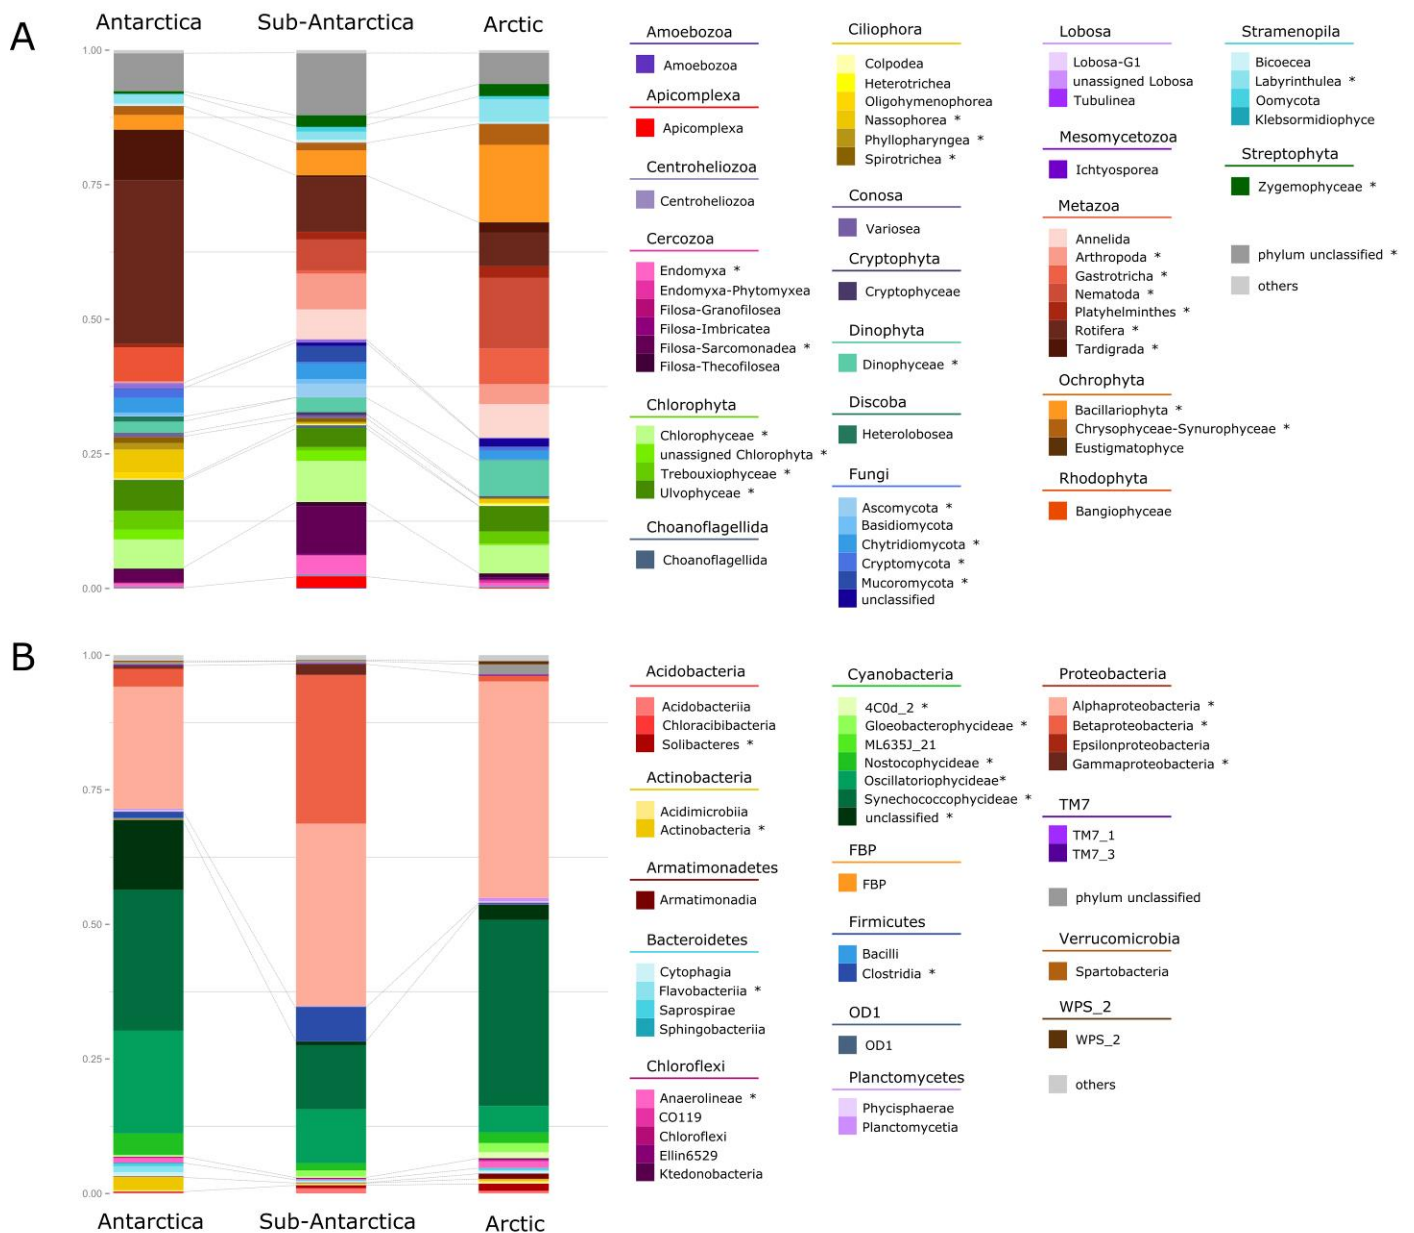 A
Antarctica
Sub-Antarctica
Arctic
1.00
0.75
0.50
0.25
0.00
Amoebozoa
Amoebozoa
Apicomplexa
Apicomplexa
Centroheliozoa
Centroheliozoa
Cercozoa
Endomyxa *
Endomyxa-Phytomyxea
Filosa-Granofilosea
Filosa-Imbricatea
Filosa-Sarcomonadea *
Filosa-Thecofilosea
Chlorophyta
Chlorophyceae *
unassigned Chlorophyta *
Trebouxiophyceae *
Ulvophyceae *
Choanoflagellida
Choanoflagellida
Ciliophora
Colpodea
Heterotrichea
Oligohymenophorea
Nassophorea *
Phyllopharyngea *
Spirotrichea *
Conosa
Variosea
Cryptophyta
Cryptophyceae
Dinophyta
Dinophyceae *
Discoba
Heterolobosea
Fungi
Ascomycota *
Basidiomycota
Chytridiomycota *
Cryptomycota *
Mucoromycota *
unclassified
Lobosa
Lobosa-G1
unassigned Lobosa
Tubulinea
Mesomycetozoa
Ichtyosporea
Metazoa
Annelida
Arthropoda *
Gastrotricha *
Nematoda *
Platyhelminthes *
Rotifera *
Tardigrada *
Ochrophyta
Bacillariophyta *
Chrysophyceae-Synurophyceae *
Eustigmatophyce
Rhodophyta
Bangiophyceae
Stramenopila
Bicoecea
Labyrinthulea *
Oomycota
Klebsormidiophyce
Streptophyta
Zygemophyceae *
phylum unclassified *
others
B
1.00
0.75
0.50
0.25
0.00
Antarctica
Sub-Antarctica
Arctic
Acidobacteria
Acidobacteriia
Chloracibacteria
Solibacteres *
Actinobacteria
Acidimicrobiia
Actinobacteria *
Armatimonadetes
Armatimonadia
Bacteroidetes
Cytophagia
Flavobacteriia *
Saprospirae
Sphingobacteriia
Chloroflexi
Anaerolineae *
CO119
Chloroflexi
Ellin6529
Ktedonobacteria
Cyanobacteria
4C0d_2 *
Gloeobacterophycideae *
ML635J_21
Nostocophycideae *
Oscillatoriophycideae*
Synechococcophycideae *
unclassified *
FBP
FBP
Firmicutes
Bacilli
Clostridia *
OD1
OD1
Planctomycetes
Phycisphaerae
Planctomycetia
Proteobacteria
Alphaproteobacteria *
Betaproteobacteria *
Epsilonproteobacteria
Gammaproteobacteria *
TM7
TM7_1
TM7_3
phylum unclassified
Verrucomicrobia
Spartobacteria
WPS_2
WPS_2
others